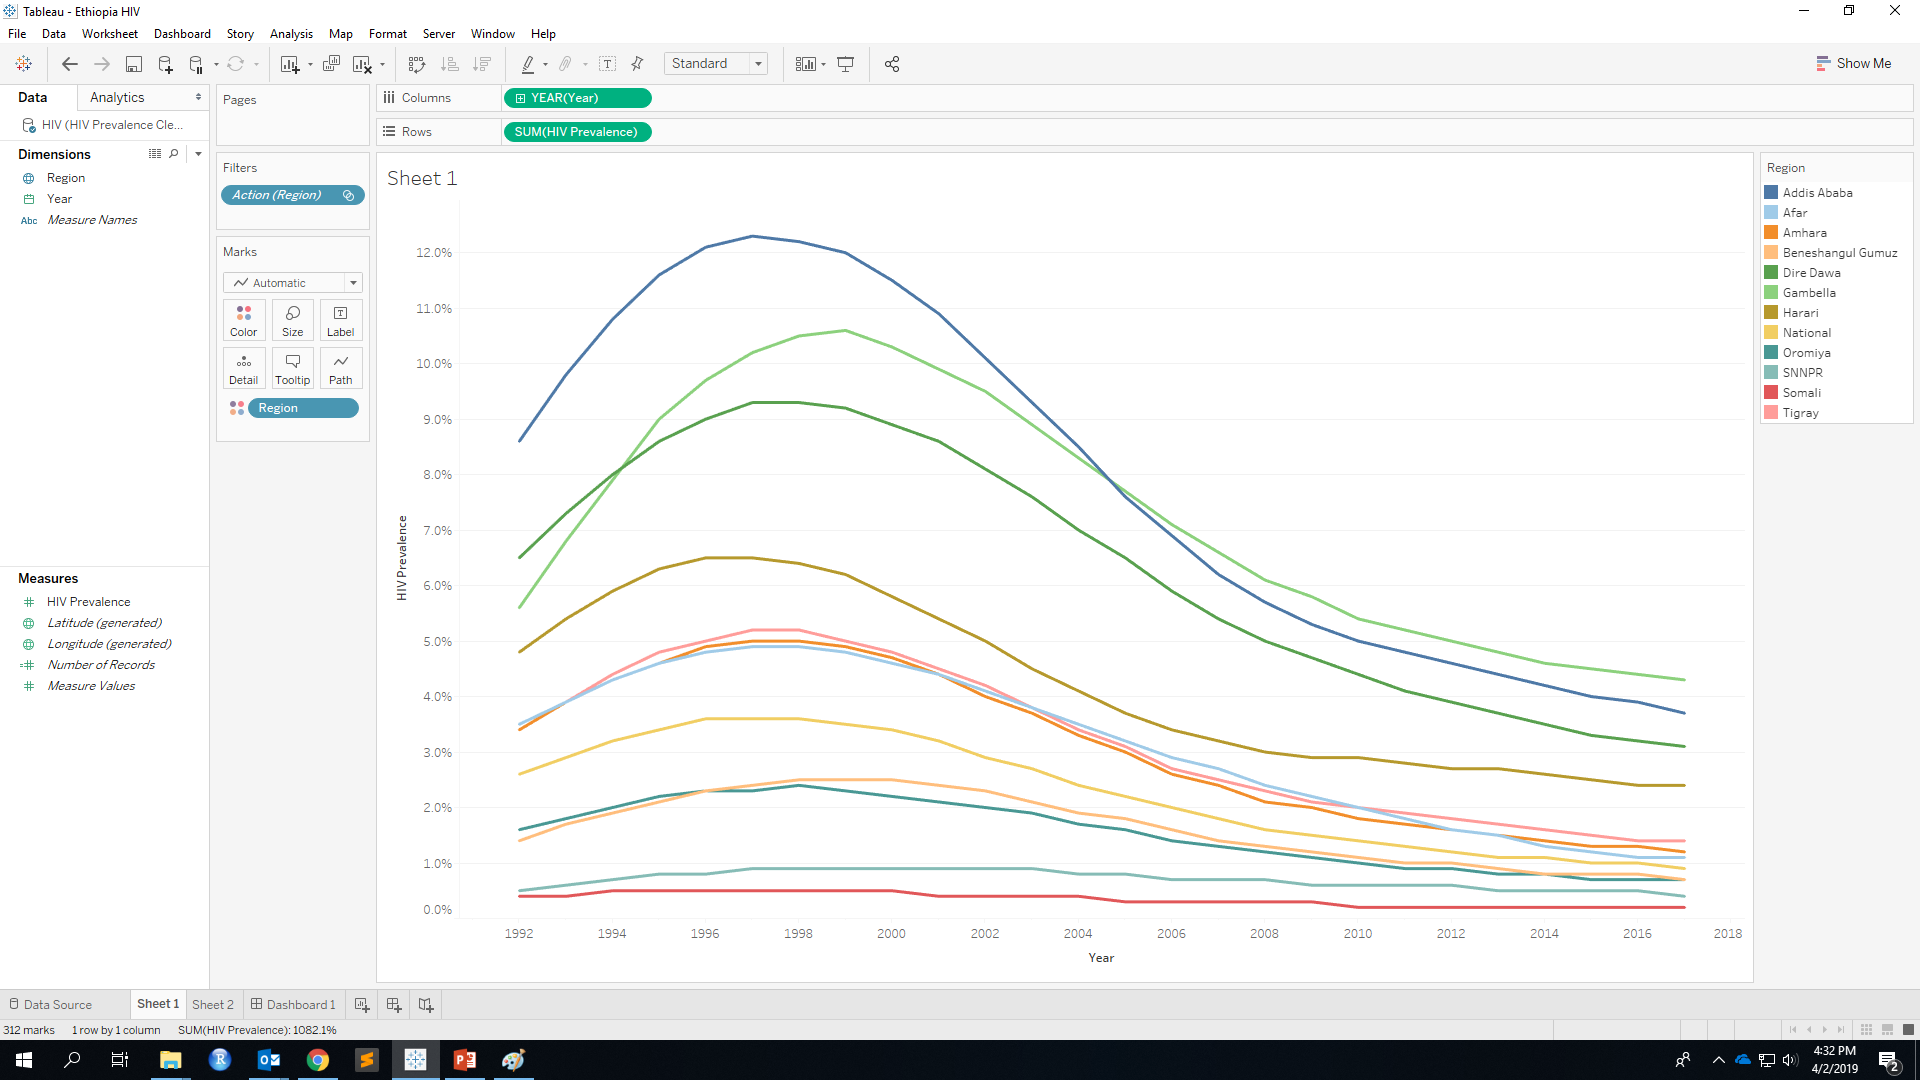 Tableau - Ethiopia HIV
File Data Worksheet Dashboard Story Analysis Map Format Server Window Help
Standard
Show Me
Data Analytics
HIV (HIV Prevalence Cle...
Dimensions
Region
Year
Abc Measure Names
Measures
HIV Prevalence
Latitude (generated)
Longitude (generated)
Number of Records
Measure Values
Pages
Filters
Action (Region)
Marks
Automatic
Color Size Label
Detail Tooltip Path
Region
Columns YEAR(Year)
Rows SUM(HIV Prevalence)
Sheet 1
12.0%
11.0%
10.0%
9.0%
8.0%
7.0%
6.0%
5.0%
4.0%
3.0%
2.0%
1.0%
0.0%
HIV Prevalence
1992 1994 1996 1998 2000 2002 2004 2006 2008 2010 2012 2014 2016 2018
Year
Region
Addis Ababa
Afar
Amhara
Beneshangul Gumuz
Dire Dawa
Gambella
Harari
National
Oromiya
SNNPR
Somali
Tigray
Data Source Sheet 1 Sheet 2 Dashboard 1
312 marks 1 row by 1 column SUM(HIV Prevalence): 1082.1%
4:32 PM
4/2/2019
2